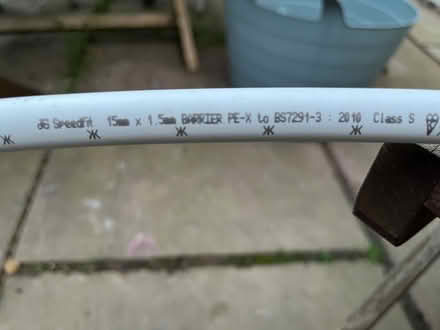 JG Speedfit 15mm x 1.5mm BARRIER PE-X to BS7291-3 : 2010 Class S